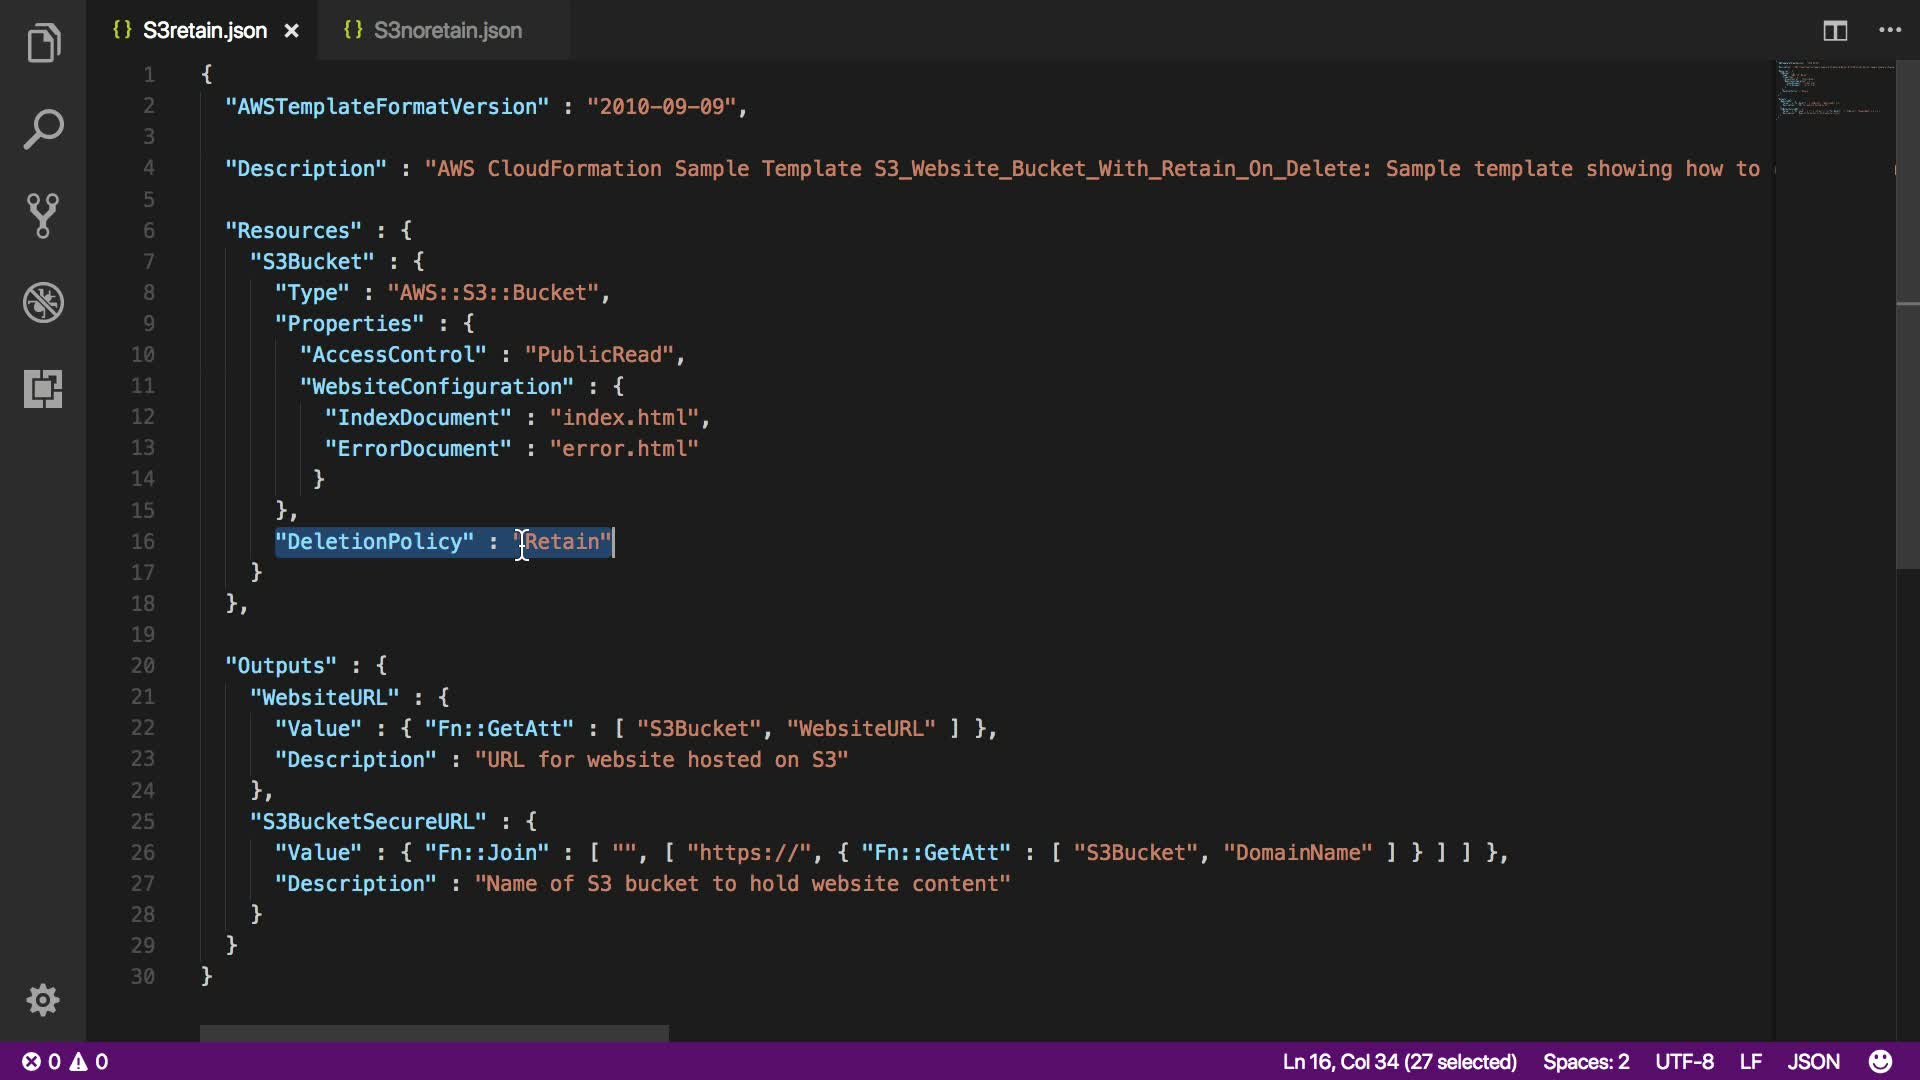 S3retain.json
S3noretain.json
1 {
2 "AWSTemplateFormatVersion" : "2010-09-09",
3
4 "Description" : "AWS CloudFormation Sample Template S3_Website_Bucket_With_Retain_On_Delete: Sample template showing how to
5
6 "Resources" : {
7 "S3Bucket" : {
8 "Type" : "AWS::S3::Bucket",
9 "Properties" : {
10 "AccessControl" : "PublicRead",
11 "WebsiteConfiguration" : {
12 "IndexDocument" : "index.html",
13 "ErrorDocument" : "error.html"
14 }
15 },
16 "DeletionPolicy" : "Retain"
17 }
18 },
19
20 "Outputs" : {
21 "WebsiteURL" : {
22 "Value" : { "Fn::GetAtt" : [ "S3Bucket", "WebsiteURL" ] },
23 "Description" : "URL for website hosted on S3"
24 },
25 "S3BucketSecureURL" : {
26 "Value" : { "Fn::Join" : [ "", [ "https://", { "Fn::GetAtt" : [ "S3Bucket", "DomainName" ] } ] ] },
27 "Description" : "Name of S3 bucket to hold website content"
28 }
29 }
30 }
0 0 Ln 16, Col 34 (27 selected) Spaces: 2 UTF-8 LF JSON